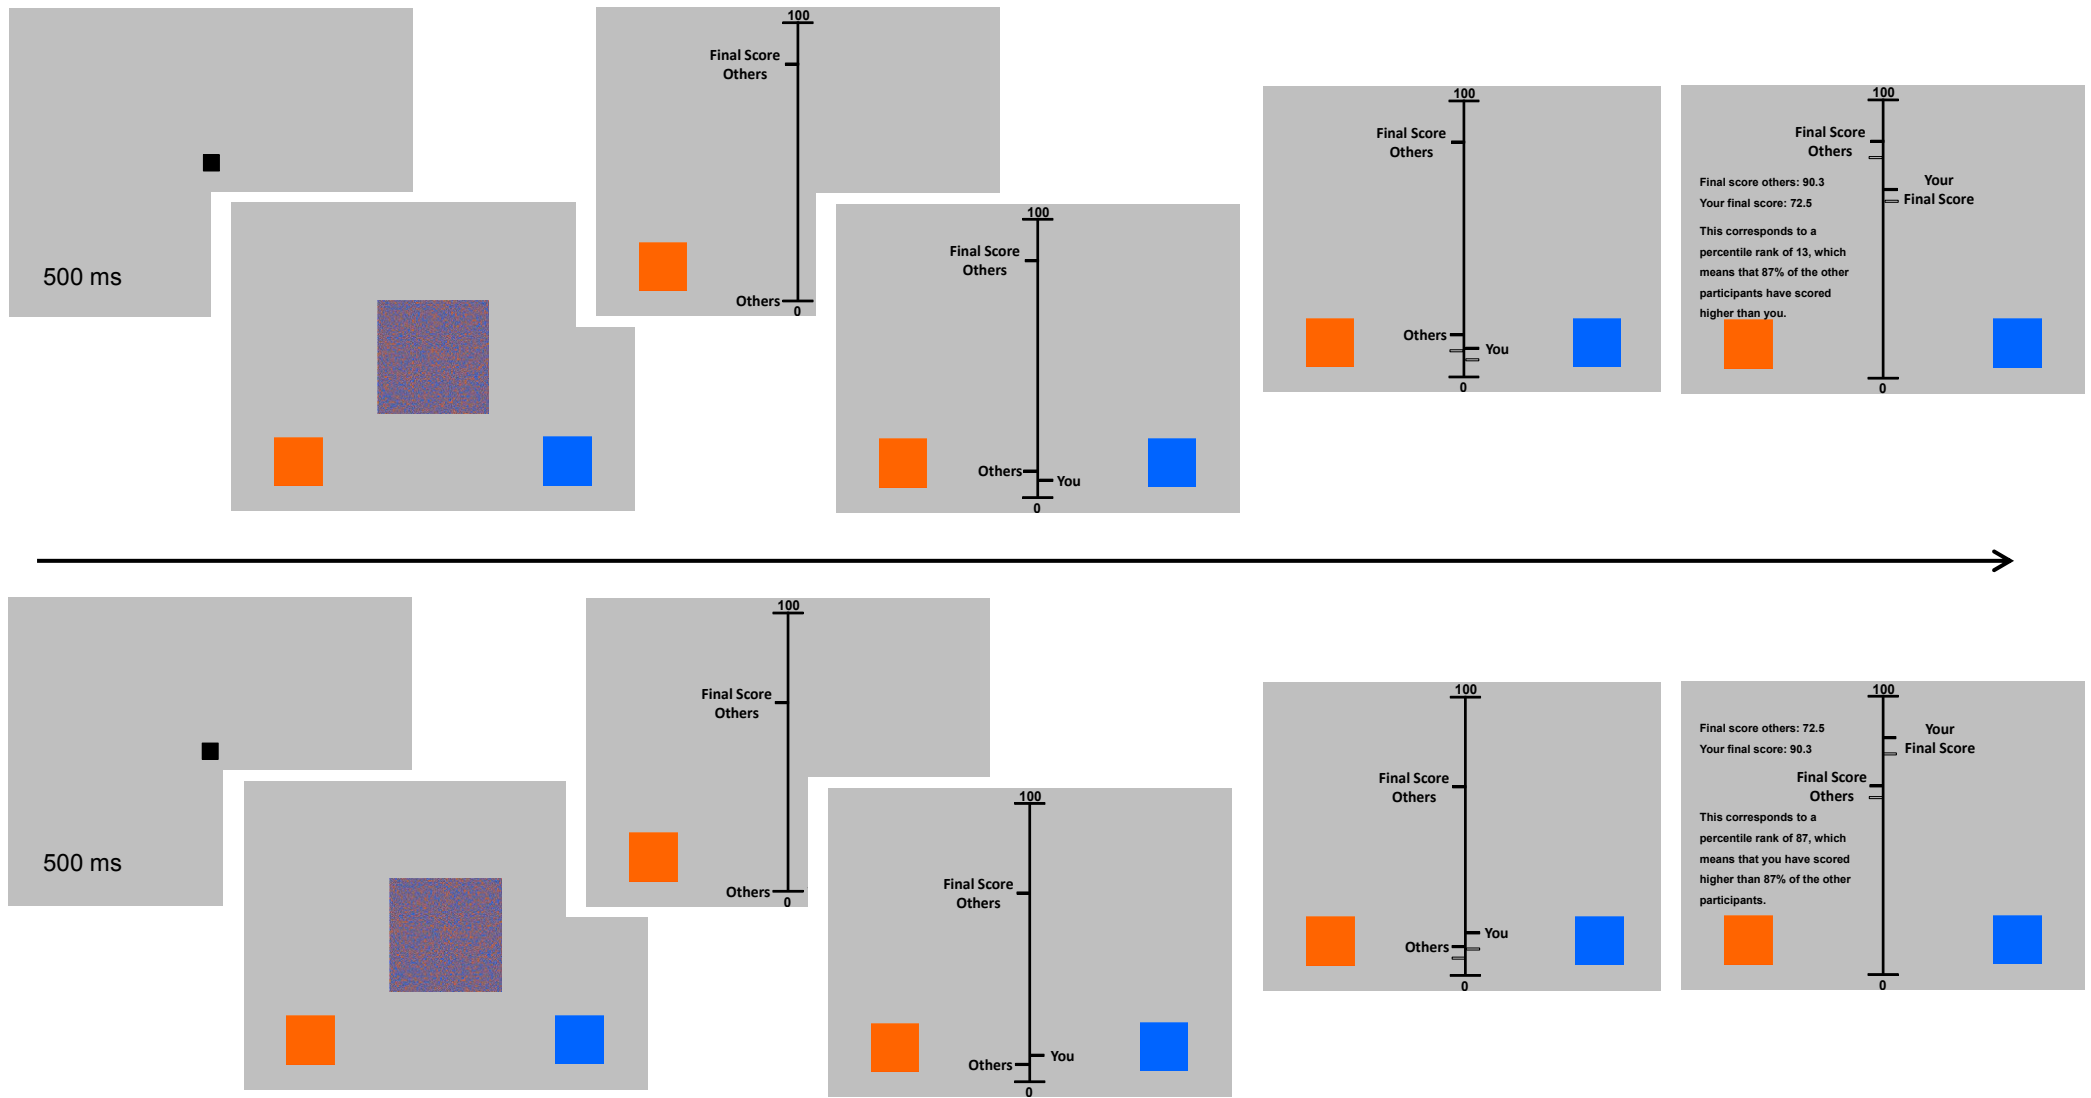 500 ms
100
Final Score
Others
Others
0
100
Final Score
Others
Others
You
0
100
Final Score
Others
Others
You
0
100
Final Score
Others
Your
Final Score
Final score others: 90.3
Your final score: 72.5
This corresponds to a
percentile rank of 13, which
means that 87% of the other
participants have scored
higher than you.
0
500 ms
100
Final Score
Others
Others
0
100
Final Score
Others
You
Others
0
100
Final Score
Others
You
Others
0
100
Final score others: 72.5
Your final score: 90.3
Your
Final Score
Final Score
Others
This corresponds to a
percentile rank of 87, which
means that you have scored
higher than 87% of the other
participants.
0